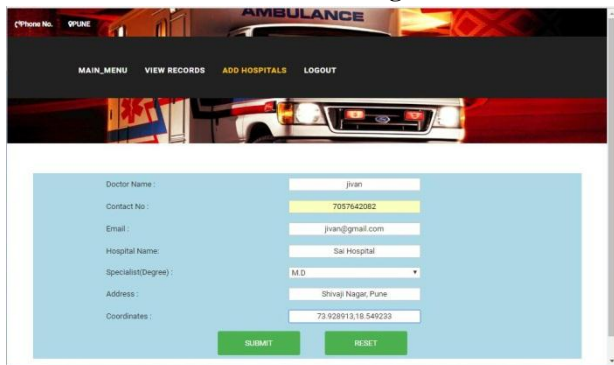 AMBULANCE
Phone No. PUNE
MAIN_MENU VIEW RECORDS ADD HOSPITALS LOGOUT
Doctor Name : jivan
Contact No : 7057642082
Email : jivan@gmail.com
Hospital Name: Sai Hospital
Specialist(Degree) : M.D
Address : Shivaji Nagar, Pune
Coordinates : 73.928913,18.549233
SUBMIT RESET